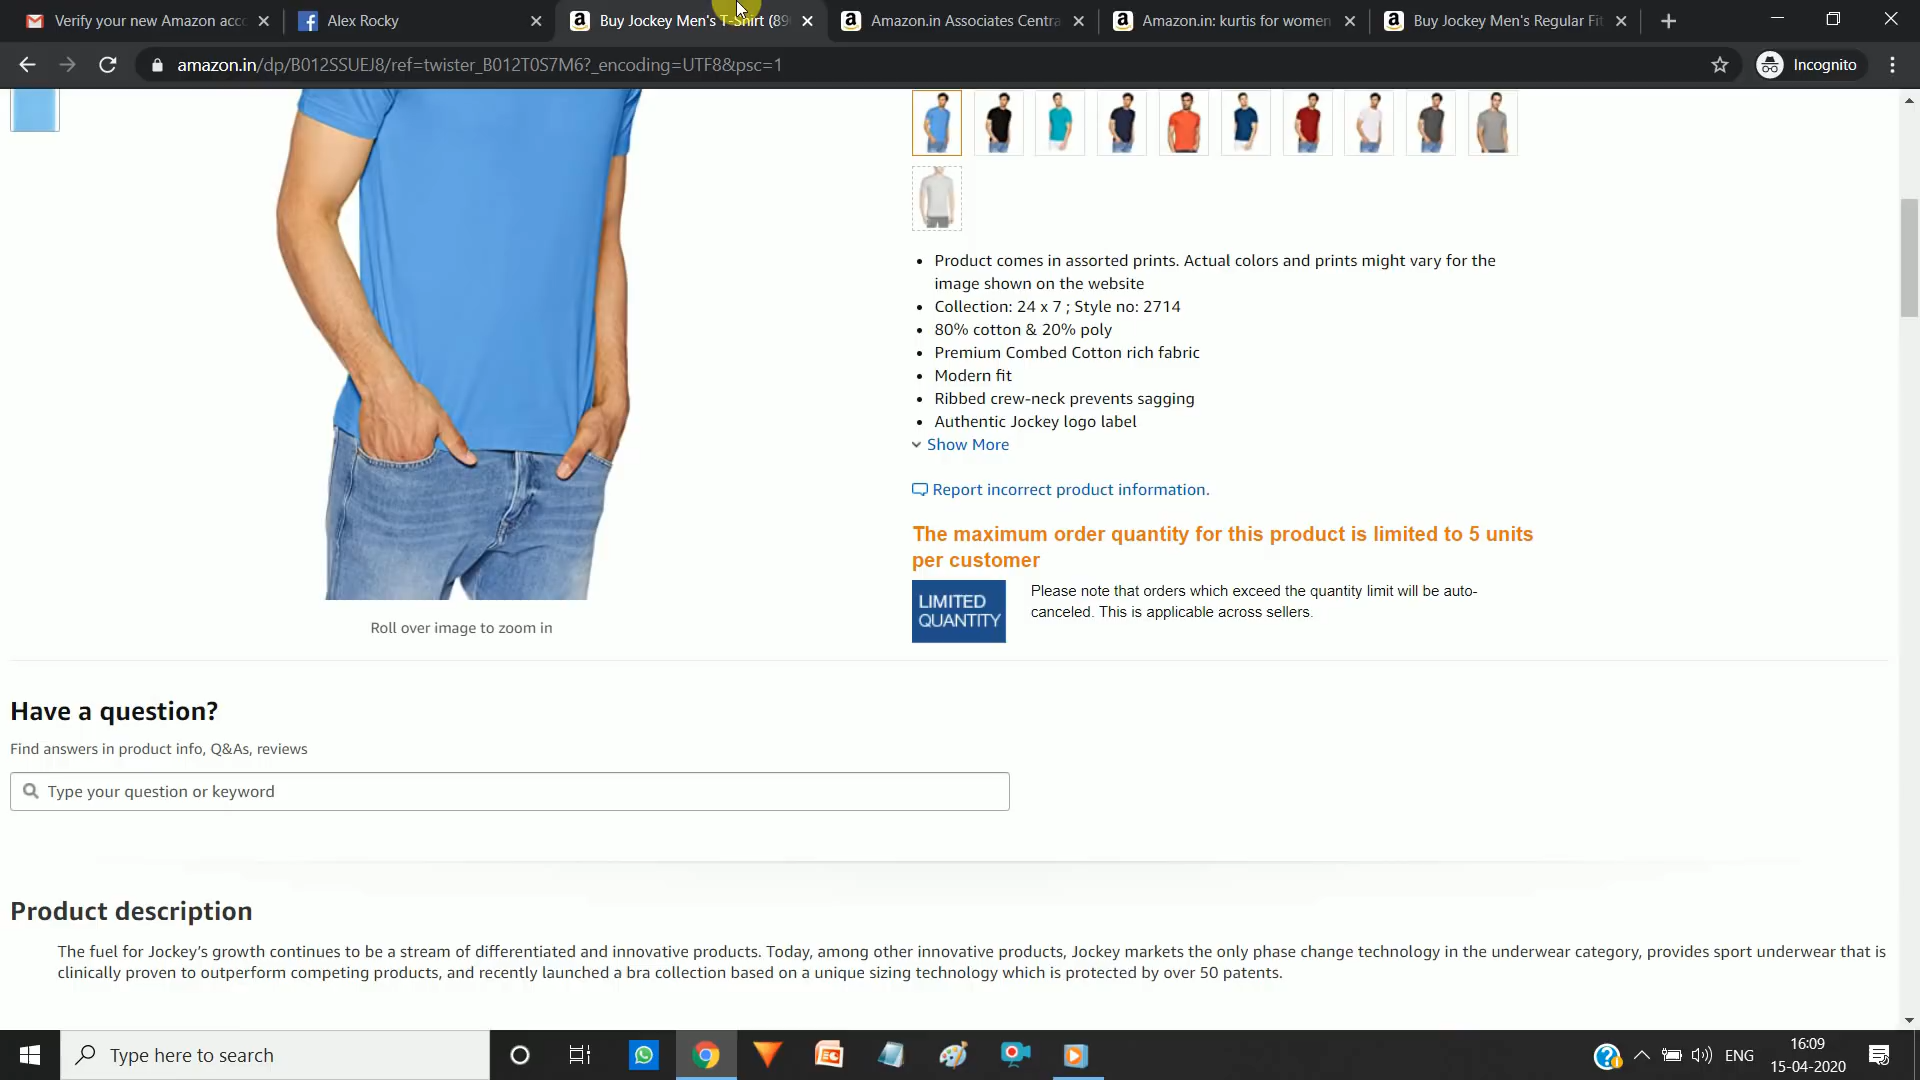 Verify your new Amazon acc
Alex Rocky
Buy Jockey Men's T-Shirt (89
Amazon.in Associates Centra
Amazon.in: kurtis for women
Buy Jockey Men's Regular Fit
amazon.in/dp/B012SSUEJ8/ref=twister_B012T0S7M6?_encoding=UTF8&psc=1
Incognito
Product comes in assorted prints. Actual colors and prints might vary for the
image shown on the website
Collection: 24 x 7 ; Style no: 2714
80% cotton & 20% poly
Premium Combed Cotton rich fabric
Modern fit
Ribbed crew-neck prevents sagging
Authentic Jockey logo label
Show More
Report incorrect product information.
The maximum order quantity for this product is limited to 5 units
per customer
LIMITED
QUANTITY
Please note that orders which exceed the quantity limit will be auto-
canceled. This is applicable across sellers.
Roll over image to zoom in
Have a question?
Find answers in product info, Q&As, reviews
Type your question or keyword
Product description
The fuel for Jockey’s growth continues to be a stream of differentiated and innovative products. Today, among other innovative products, Jockey markets the only phase change technology in the underwear category, provides sport underwear that is
clinically proven to outperform competing products, and recently launched a bra collection based on a unique sizing technology which is protected by over 50 patents.
Type here to search
ENG
16:09
15-04-2020